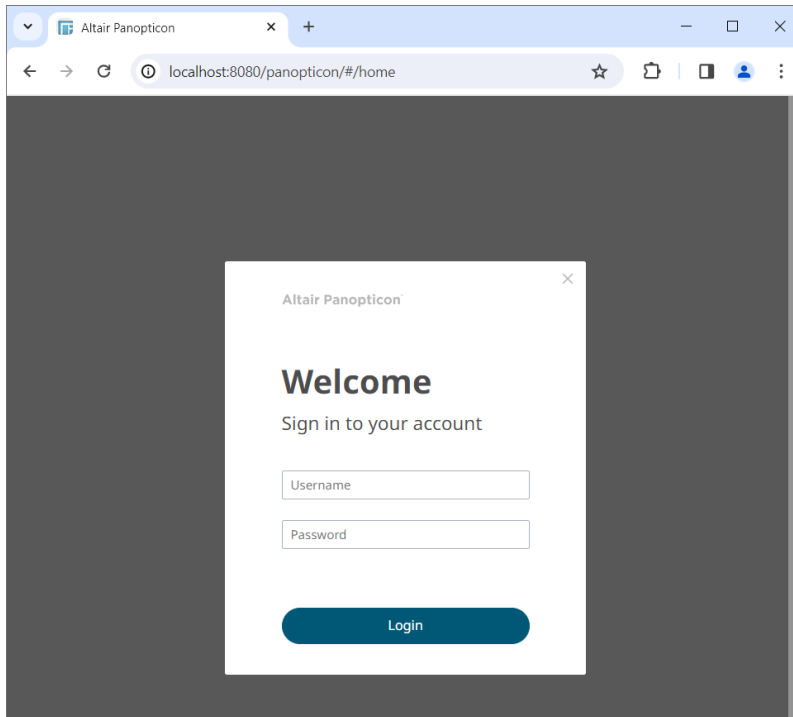 Altair Panopticon
localhost:8080/panopticon/#/home
Altair Panopticon
Welcome
Sign in to your account
Username
Password
Login